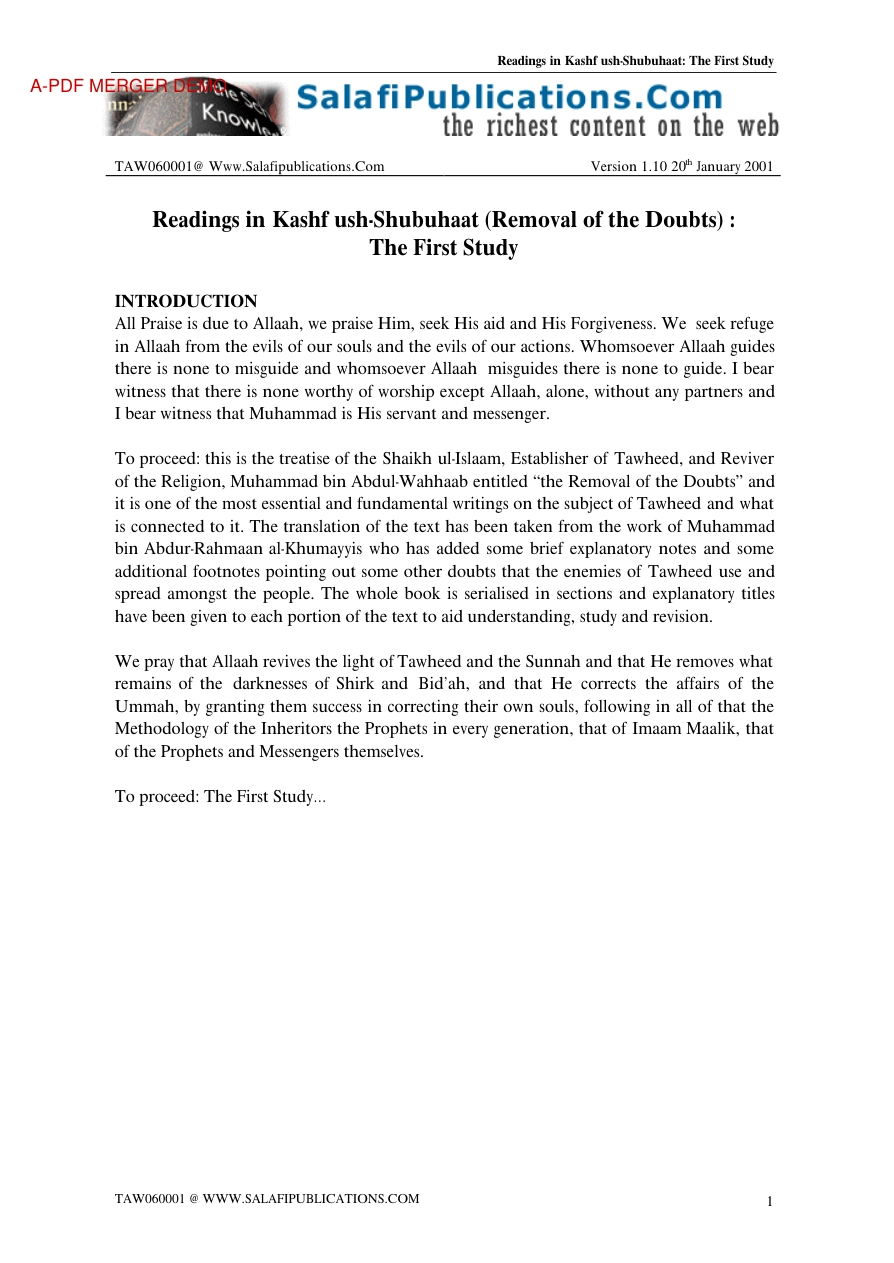 Readings in Kashf ush-Shubuhaat: The First Study
A-PDF MERGER DEMO
SalafiPublications.Com
the richest content on the web
TAW060001@ Www.Salafipublications.Com Version 1.10 20th January 2001
Readings in Kashf ush-Shubuhaat (Removal of the Doubts) :
The First Study
INTRODUCTION
All Praise is due to Allaah, we praise Him, seek His aid and His Forgiveness. We seek refuge
in Allaah from the evils of our souls and the evils of our actions. Whomsoever Allaah guides
there is none to misguide and whomsoever Allaah misguides there is none to guide. I bear
witness that there is none worthy of worship except Allaah, alone, without any partners and
I bear witness that Muhammad is His servant and messenger.
To proceed: this is the treatise of the Shaikh ul-Islaam, Establisher of Tawheed, and Reviver
of the Religion, Muhammad bin Abdul-Wahhaab entitled “the Removal of the Doubts” and
it is one of the most essential and fundamental writings on the subject of Tawheed and what
is connected to it. The translation of the text has been taken from the work of Muhammad
bin Abdur-Rahmaan al-Khumayyis who has added some brief explanatory notes and some
additional footnotes pointing out some other doubts that the enemies of Tawheed use and
spread amongst the people. The whole book is serialised in sections and explanatory titles
have been given to each portion of the text to aid understanding, study and revision.
We pray that Allaah revives the light of Tawheed and the Sunnah and that He removes what
remains of the darknesses of Shirk and Bid’ah, and that He corrects the affairs of the
Ummah, by granting them success in correcting their own souls, following in all of that the
Methodology of the Inheritors the Prophets in every generation, that of Imaam Maalik, that
of the Prophets and Messengers themselves.
To proceed: The First Study...
TAW060001 @ WWW.SALAFIPUBLICATIONS.COM 1